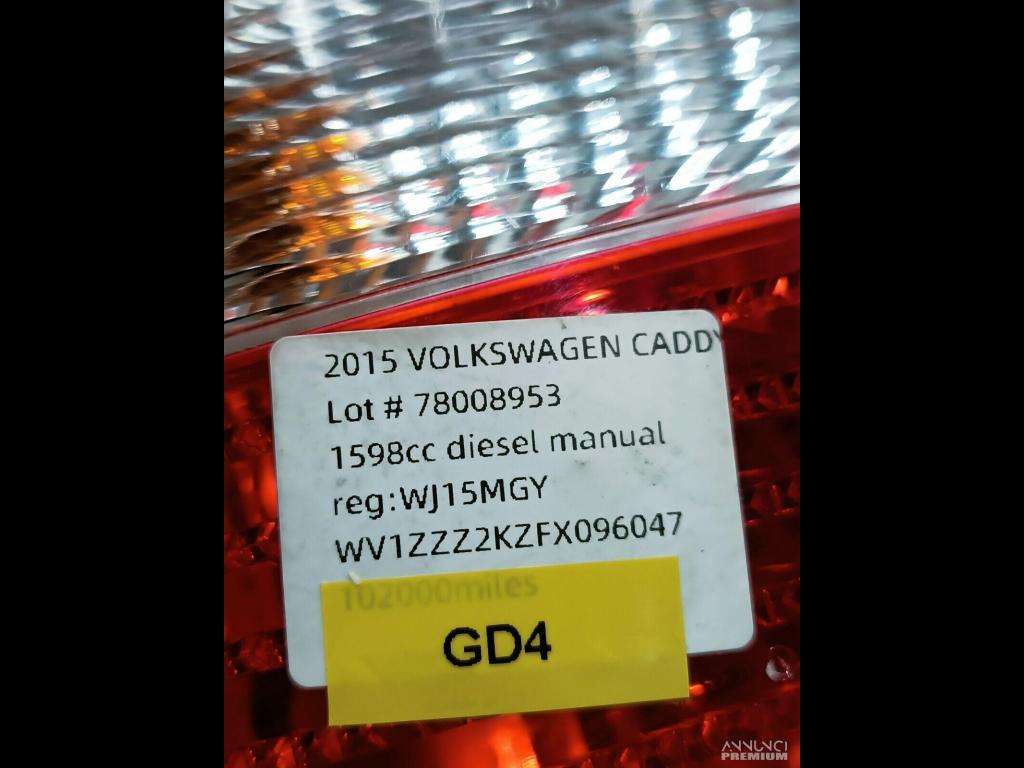 2015 VOLKSWAGEN CADDY
Lot # 78008953
1598cc diesel manual
reg:WJ15MGY
WV1ZZZ2KZFX096047
102000miles
GD4
ANNUNCI
PREMIUM